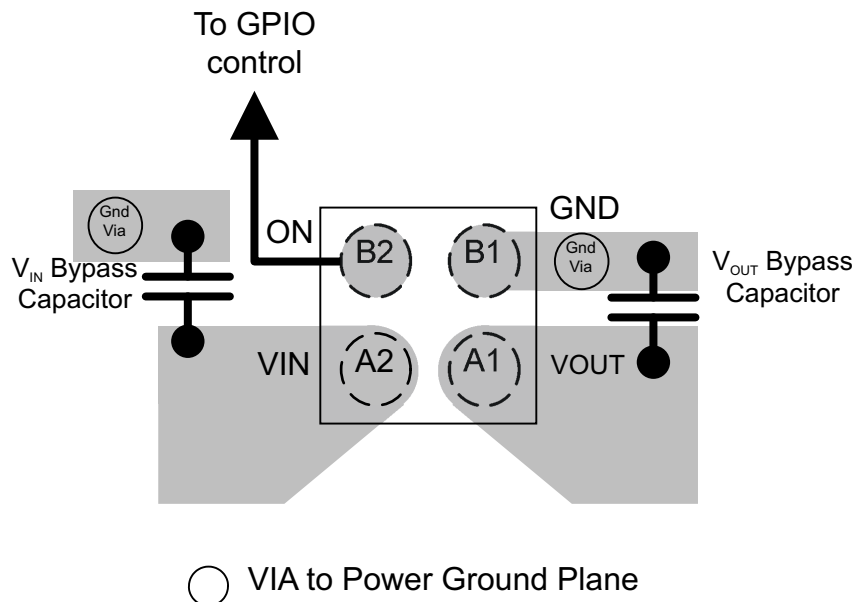 To GPIO
control
Gnd
Via
ON
B2
B1
GND
Gnd
Via
VIN Bypass
Capacitor
VOUT Bypass
Capacitor
VIN
A2
A1
VOUT
VIA to Power Ground Plane